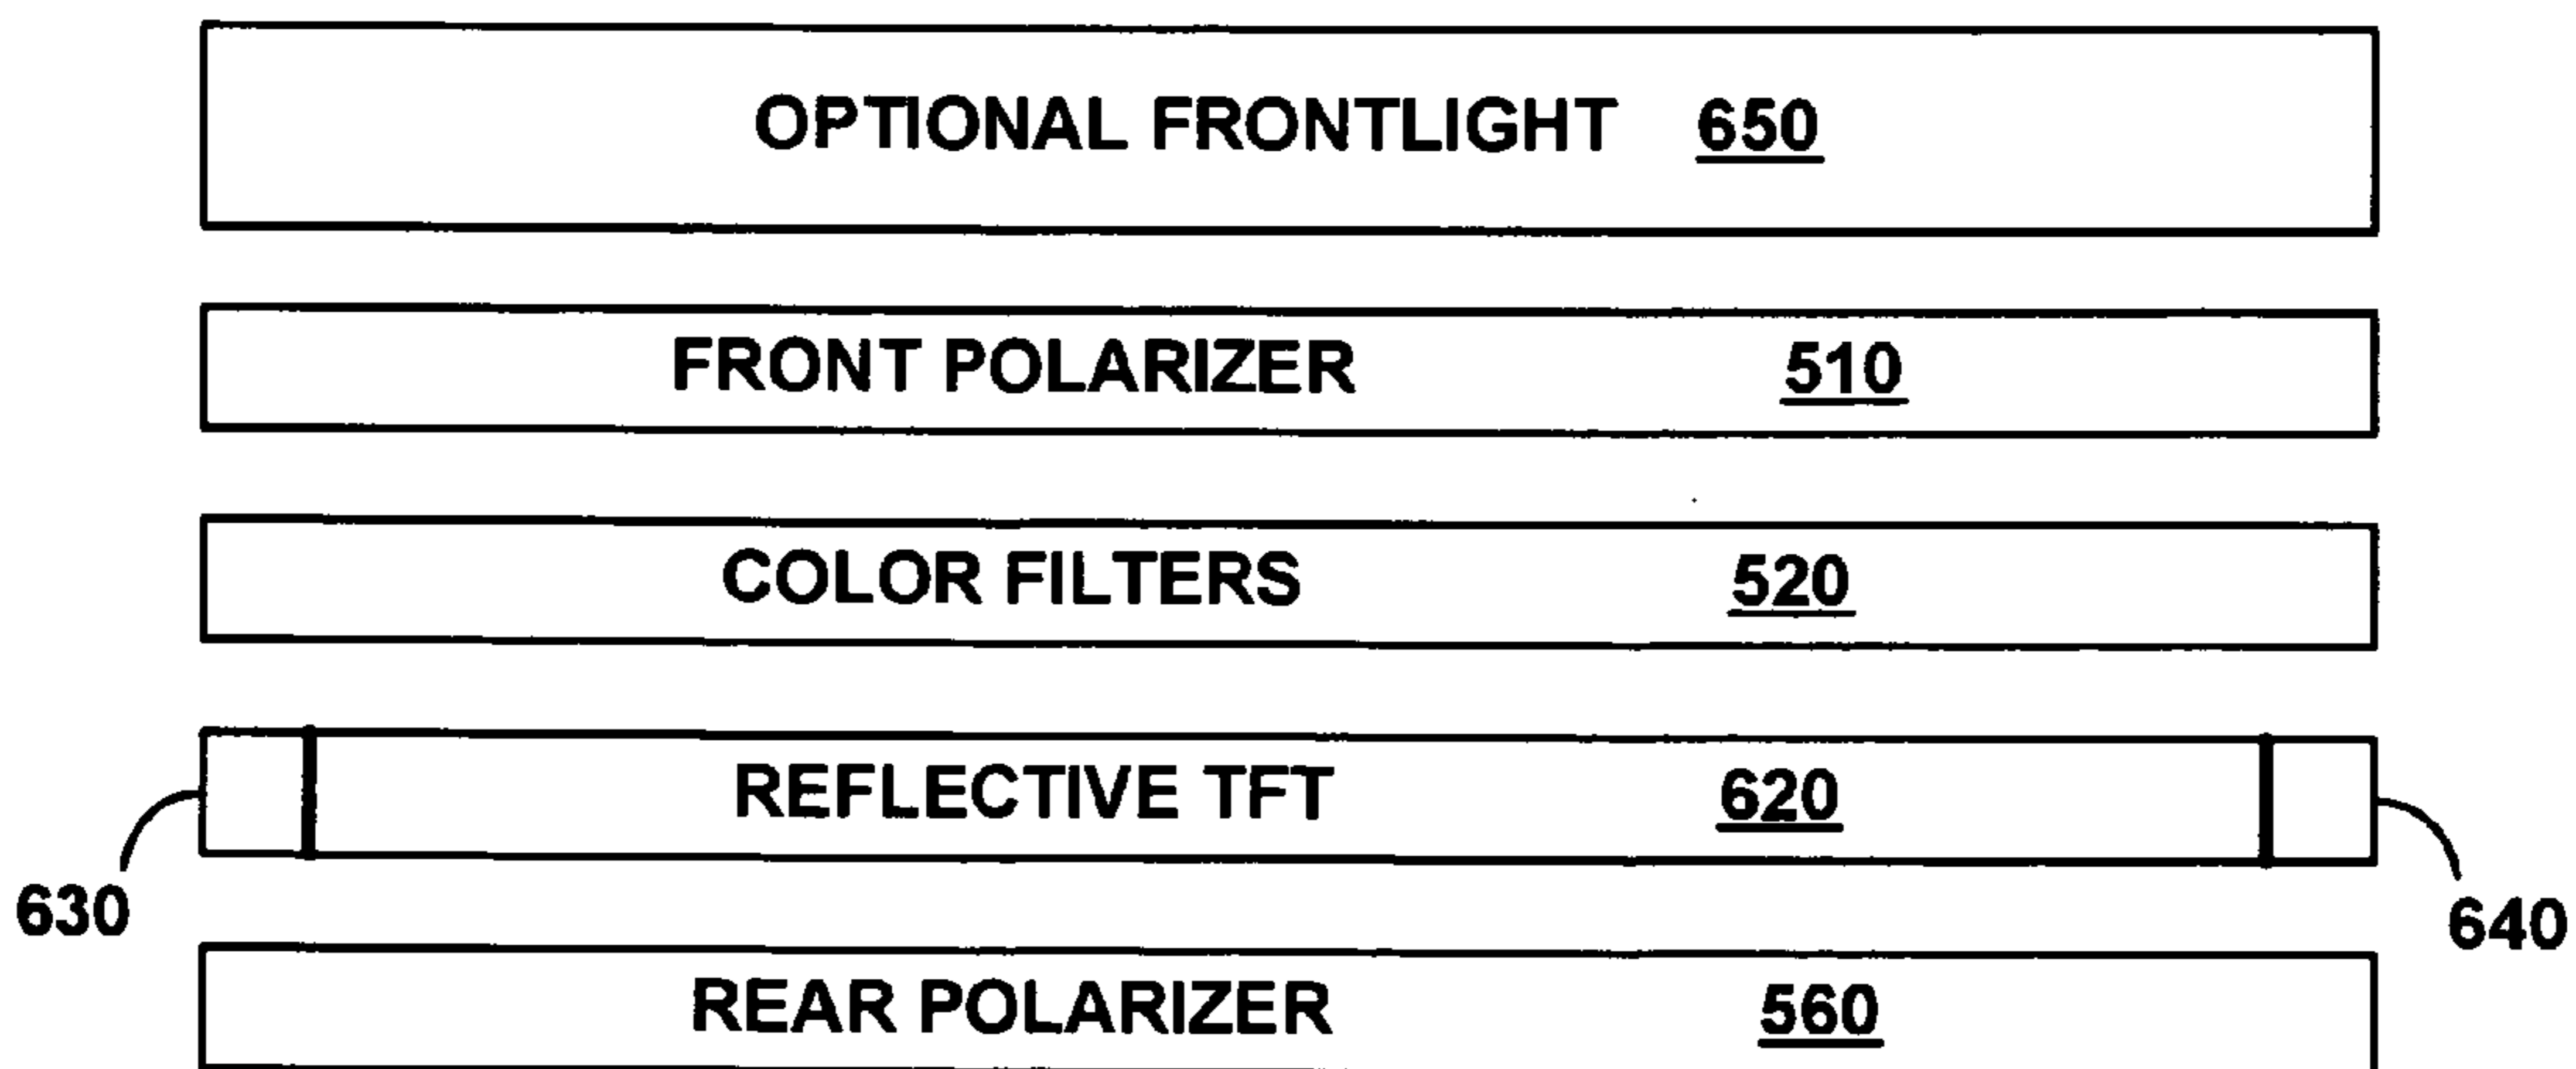 OPTIONAL FRONTLIGHT 650
FRONT POLARIZER 510
COLOR FILTERS 520
REFLECTIVE TFT 620
630
640
REAR POLARIZER 560